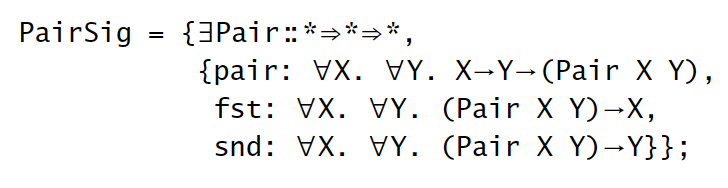 PairSig = {∃Pair::*⇒*⇒*,
{pair: ∀X. ∀Y. X→Y→(Pair X Y),
fst: ∀X. ∀Y. (Pair X Y)→X,
snd: ∀X. ∀Y. (Pair X Y)→Y}};